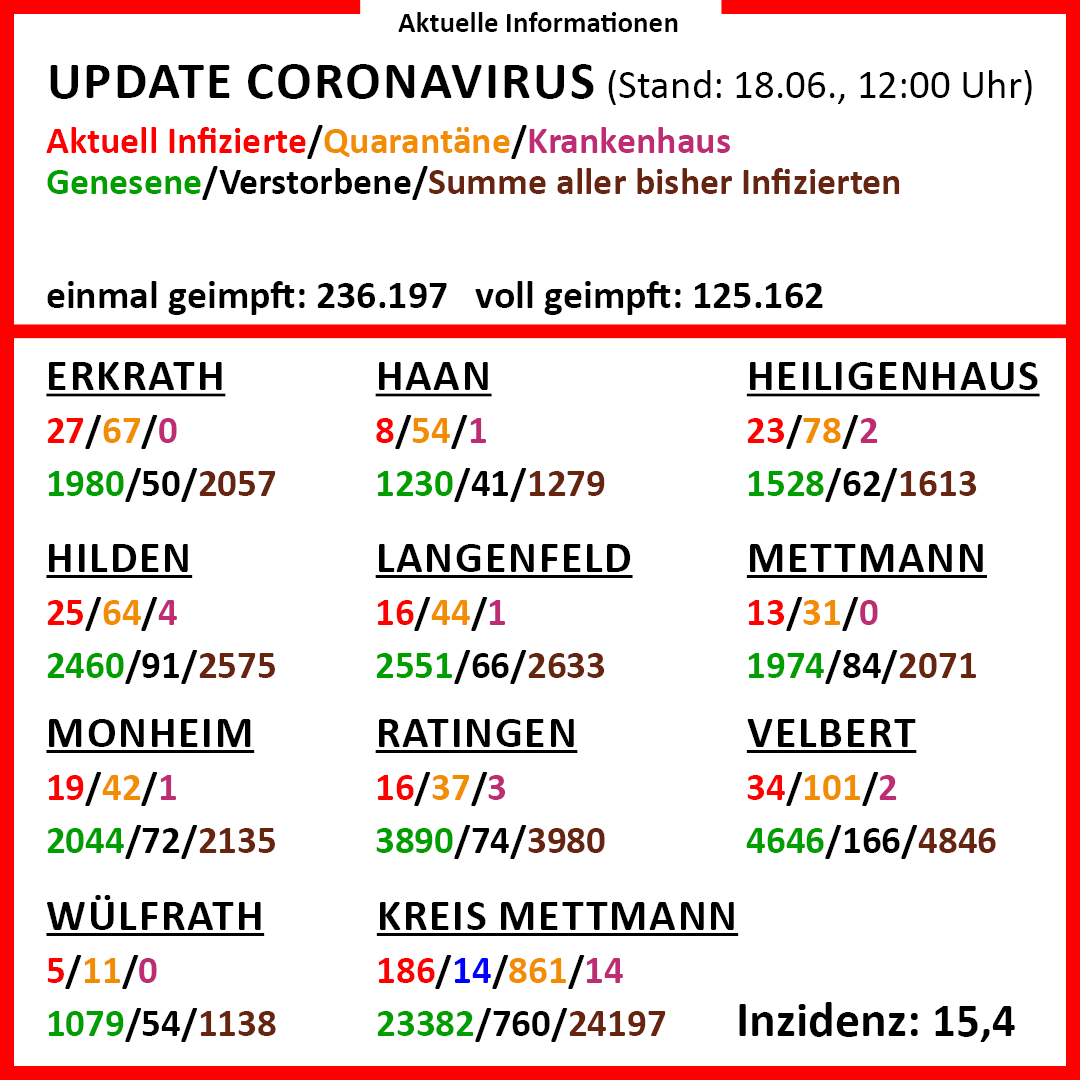 Aktuelle Informationen
UPDATE CORONAVIRUS (Stand: 18.06., 12:00 Uhr)
Aktuell Infizierte/Quarantäne/Krankenhaus
Genesene/Verstorbene/Summe aller bisher Infizierten
einmal geimpft: 236.197 voll geimpft: 125.162
ERKRATH
27/67/0
1980/50/2057
HAAN
8/54/1
1230/41/1279
HEILIGENHAUS
23/78/2
1528/62/1613
HILDEN
25/64/4
2460/91/2575
LANGENFELD
16/44/1
2551/66/2633
METTMANN
13/31/0
1974/84/2071
MONHEIM
19/42/1
2044/72/2135
RATINGEN
16/37/3
3890/74/3980
VELBERT
34/101/2
4646/166/4846
WÜLFRATH
5/11/0
1079/54/1138
KREIS METTMANN
186/14/861/14
23382/760/24197
Inzidenz: 15,4